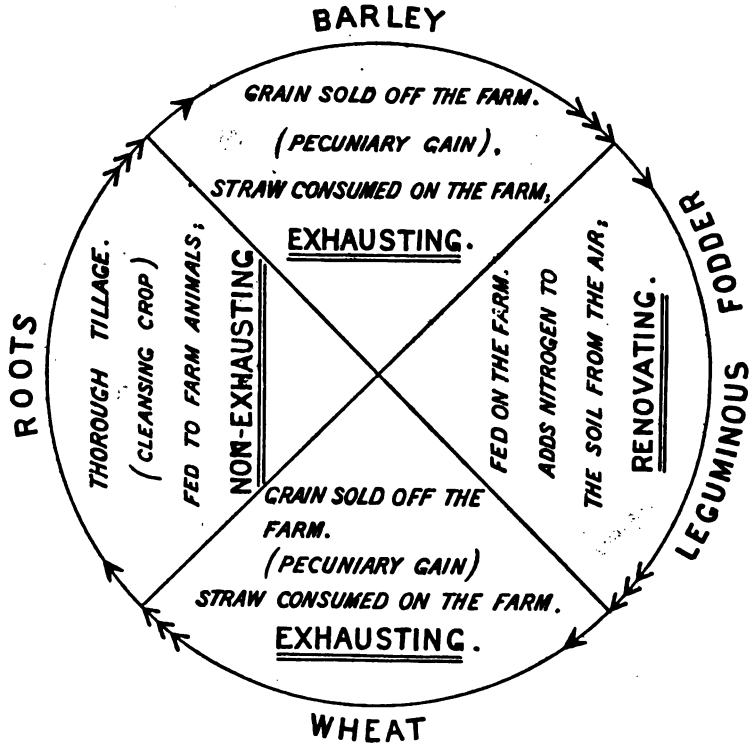 BARLEY
GRAIN SOLD OFF THE FARM.
(PECUNIARY GAIN).
STRAW CONSUMED ON THE FARM,
EXHAUSTING.
LEGUMINOUS FODDER
FED ON THE FARM.
ADDS NITROGEN TO
THE SOIL FROM THE AIR;
RENOVATING.
WHEAT
GRAIN SOLD OFF THE
FARM.
(PECUNIARY GAIN)
STRAW CONSUMED ON THE FARM.
EXHAUSTING.
ROOTS
THOROUGH TILLAGE.
(CLEANSING CROP)
FED TO FARM ANIMALS;
NON-EXHAUSTING